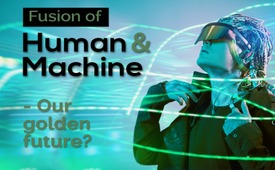 Fusion of
Human &
Machine
- Our
golden
future?